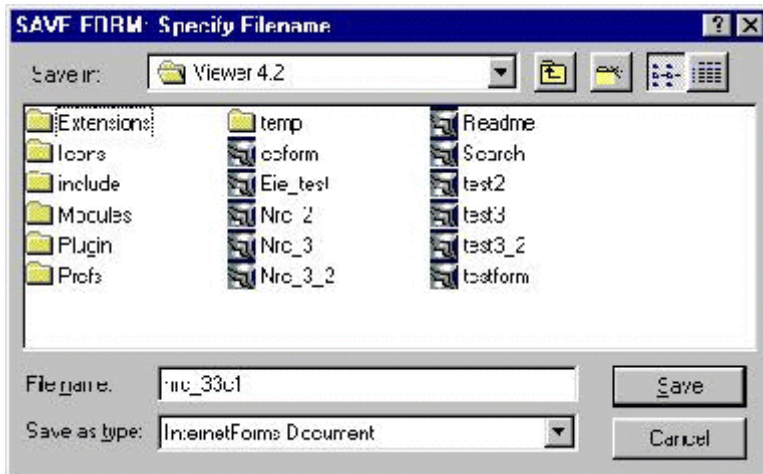 SAVE FORM: Specify Filename
Save in: Viewer 4.2
Extensions temp Readme
Icons Search
include Eie_test test2
Modules Nrc_2 test3
Plugin Nrc_3 test3_2
Prefs Nrc_3_2 testform
File name:
Save
Save as type: InternetForms Document
Cancel